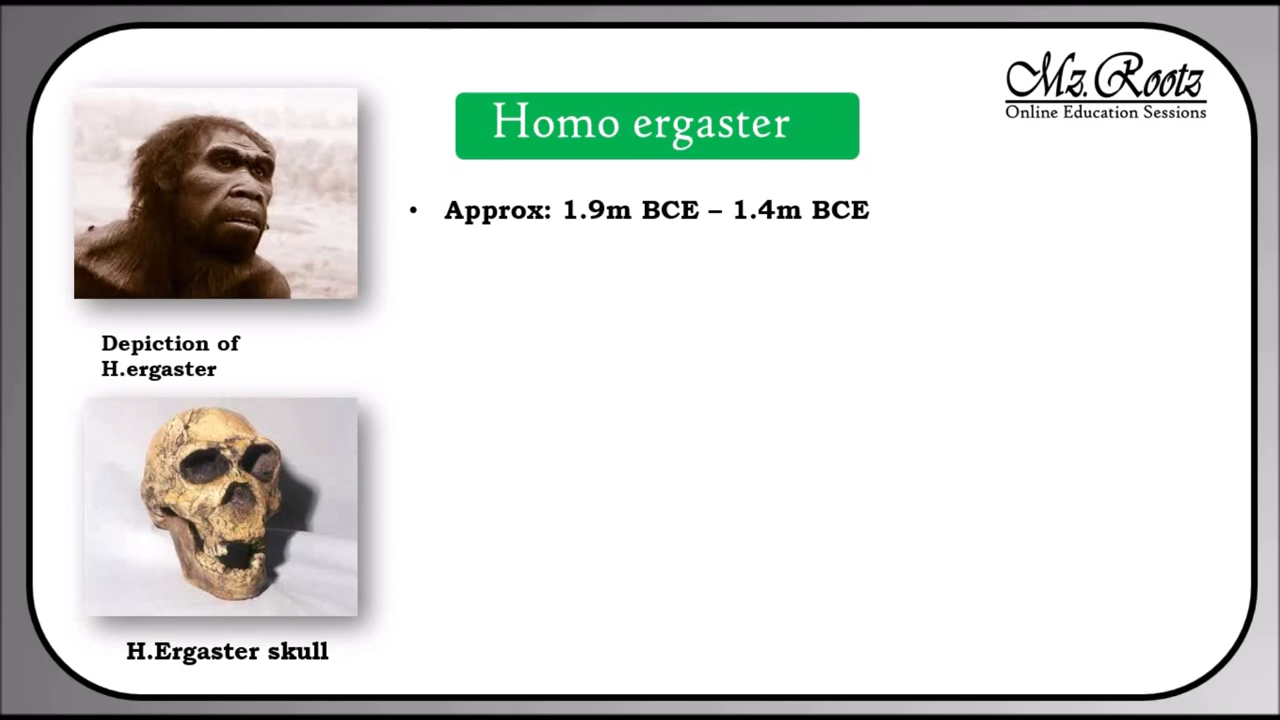 Mz. Rootz
Online Education Sessions
Homo ergaster
• Approx: 1.9m BCE – 1.4m BCE
Depiction of
H.ergaster
H.Ergaster skull